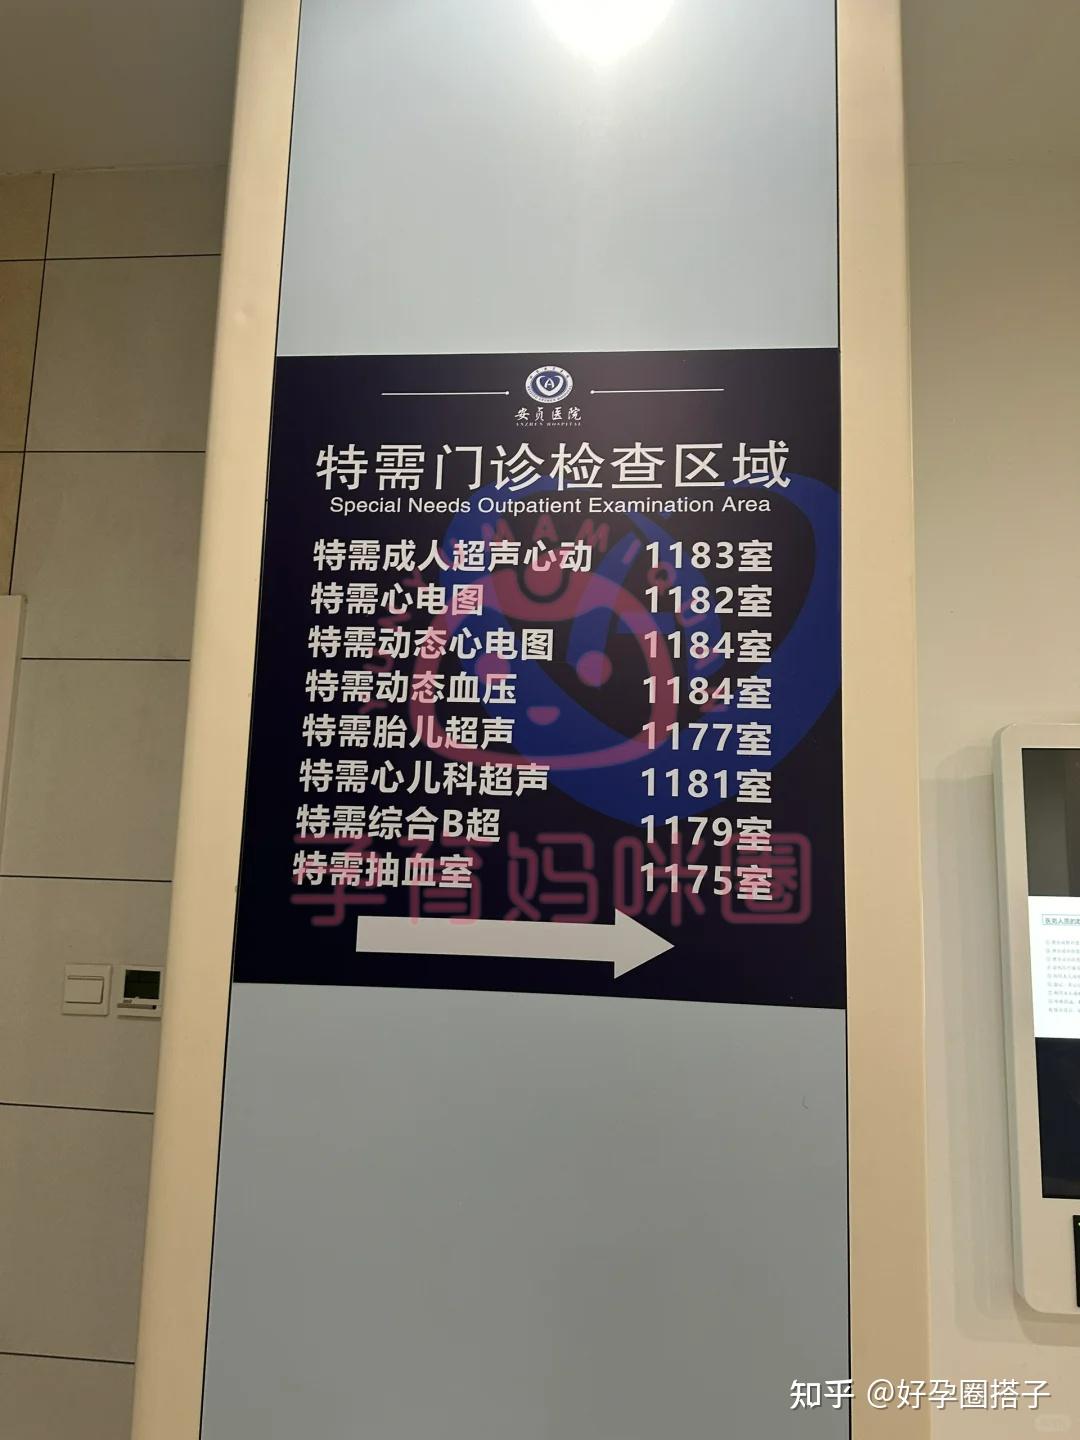 安贞医院
ANZHEN HOSPITAL
特需门诊检查区域
Special Needs Outpatient Examination Area
特需成人超声心动 1183室
特需心电图 1182室
特需动态心电图 1184室
特需动态血压 1184室
特需胎儿超声 1177室
特需心儿科超声 1181室
特需综合B超 1179室
特需抽血室 1175室
孕育妈咪圈
知乎 @好孕圈搭子